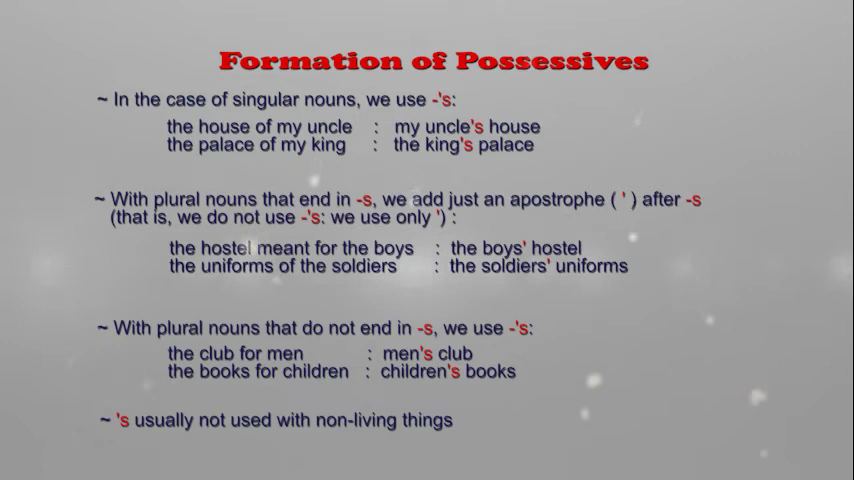 Formation of Possessives
~ In the case of singular nouns, we use -'s:
the house of my uncle : my uncle's house
the palace of my king : the king's palace
~ With plural nouns that end in -s, we add just an apostrophe ( ' ) after -s
(that is, we do not use -'s: we use only ') :
the hostel meant for the boys : the boys' hostel
the uniforms of the soldiers : the soldiers' uniforms
~ With plural nouns that do not end in -s, we use -'s:
the club for men : men's club
the books for children : children's books
~ 's usually not used with non-living things